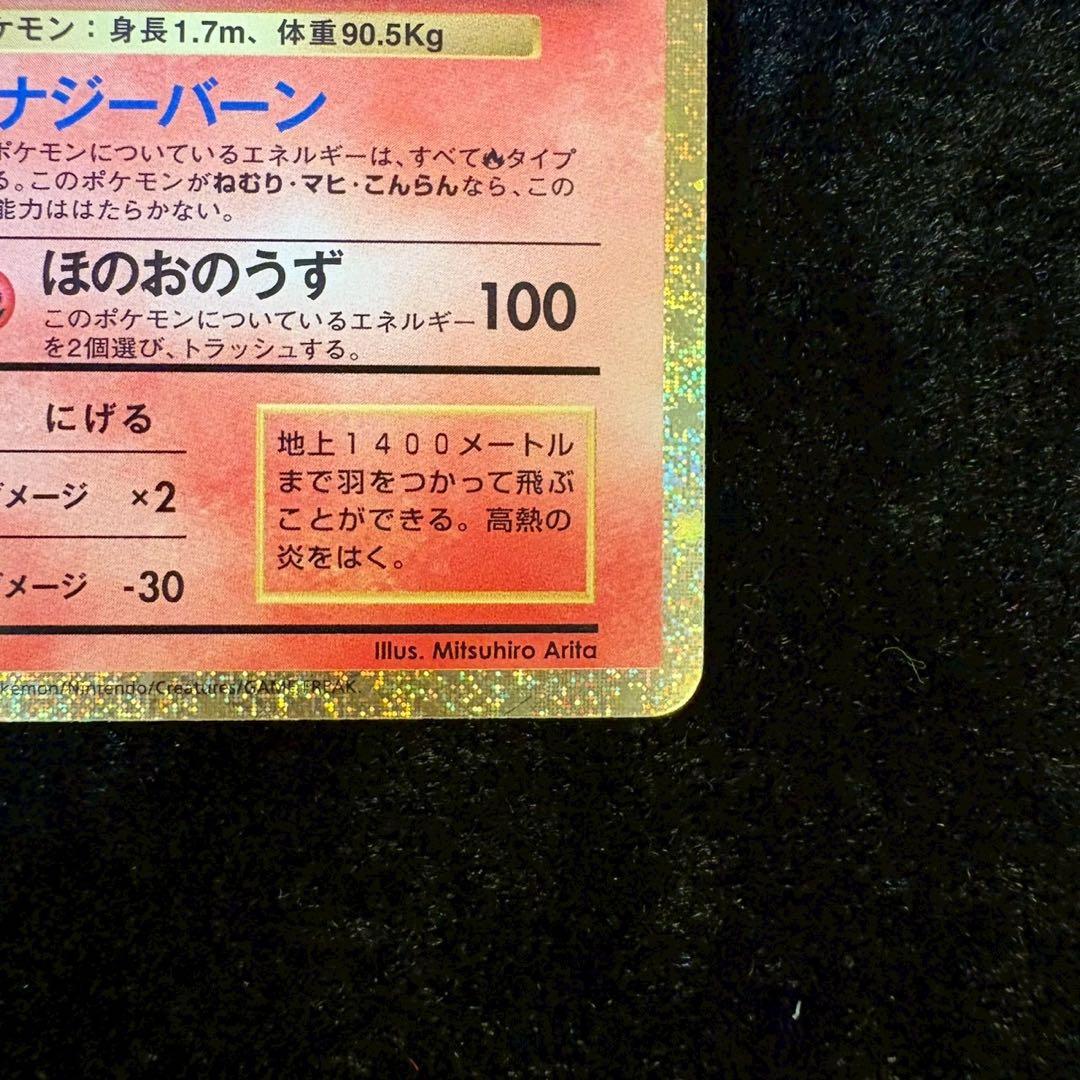 ケモン：身長1.7m、体重90.5Kg
ナジーバーン
ポケモンについているエネルギーは、すべてタイプ
る。このポケモンがねむり・マヒ・こんらんなら、この
能力ははたらかない。
ほのおのうず
100
このポケモンについているエネルギー
を2個選び、トラッシュする。
にげる
ダメージ ×2
ダメージ -30
地上１４００メートル
まで羽をつかって飛ぶ
ことができる。高熱の
炎をはく。
Illus. Mitsuhiro Arita
kémon/Nintendo/Creatures/GAME FREAK.